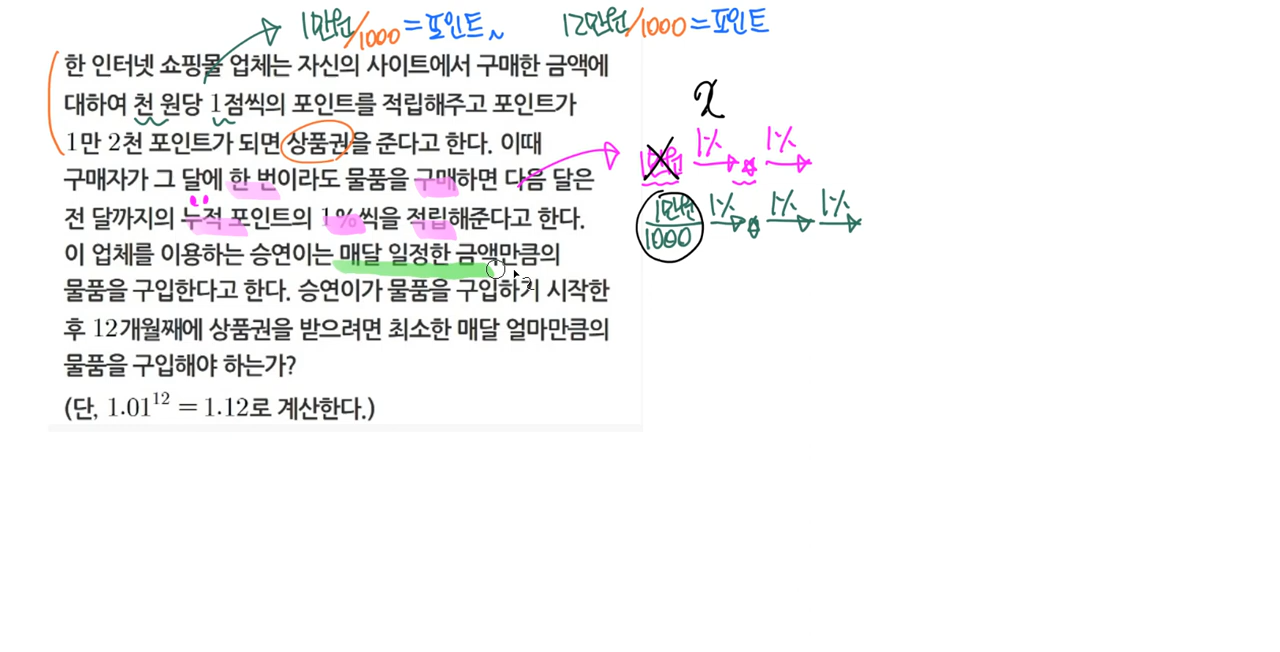 1만원/1000 = 포인트~ 12만원/1000 = 포인트
한 인터넷 쇼핑몰 업체는 자신의 사이트에서 구매한 금액에
대하여 천 원당 1점씩의 포인트를 적립해주고 포인트가
1만 2천 포인트가 되면 상품권을 준다고 한다. 이때
구매자가 그 달에 한 번이라도 물품을 구매하면 다음 달은
전 달까지의 누적 포인트의 1%씩을 적립해준다고 한다.
이 업체를 이용하는 승연이는 매달 일정한 금액만큼의
물품을 구입한다고 한다. 승연이가 물품을 구입하기 시작한
후 12개월째에 상품권을 받으려면 최소한 매달 얼마만큼의
물품을 구입해야 하는가?
(단, 1.01^12 = 1.12로 계산한다.)
x
1% 1%
1만원/1000 1% 1% 1%